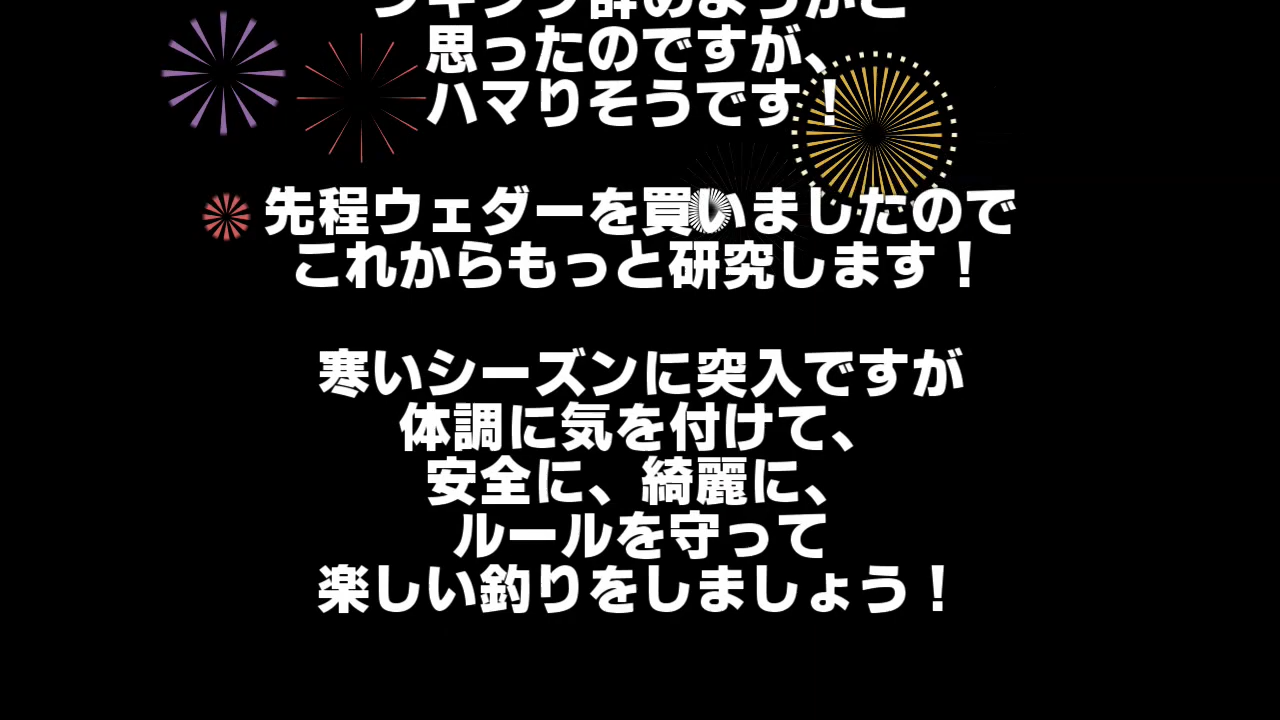 思ったのですが、
ハマりそうです！
先程ウェダーを買いましたので
これからもっと研究します！
寒いシーズンに突入ですが
体調に気を付けて、
安全に、綺麗に、
ルールを守って
楽しい釣りをしましょう！